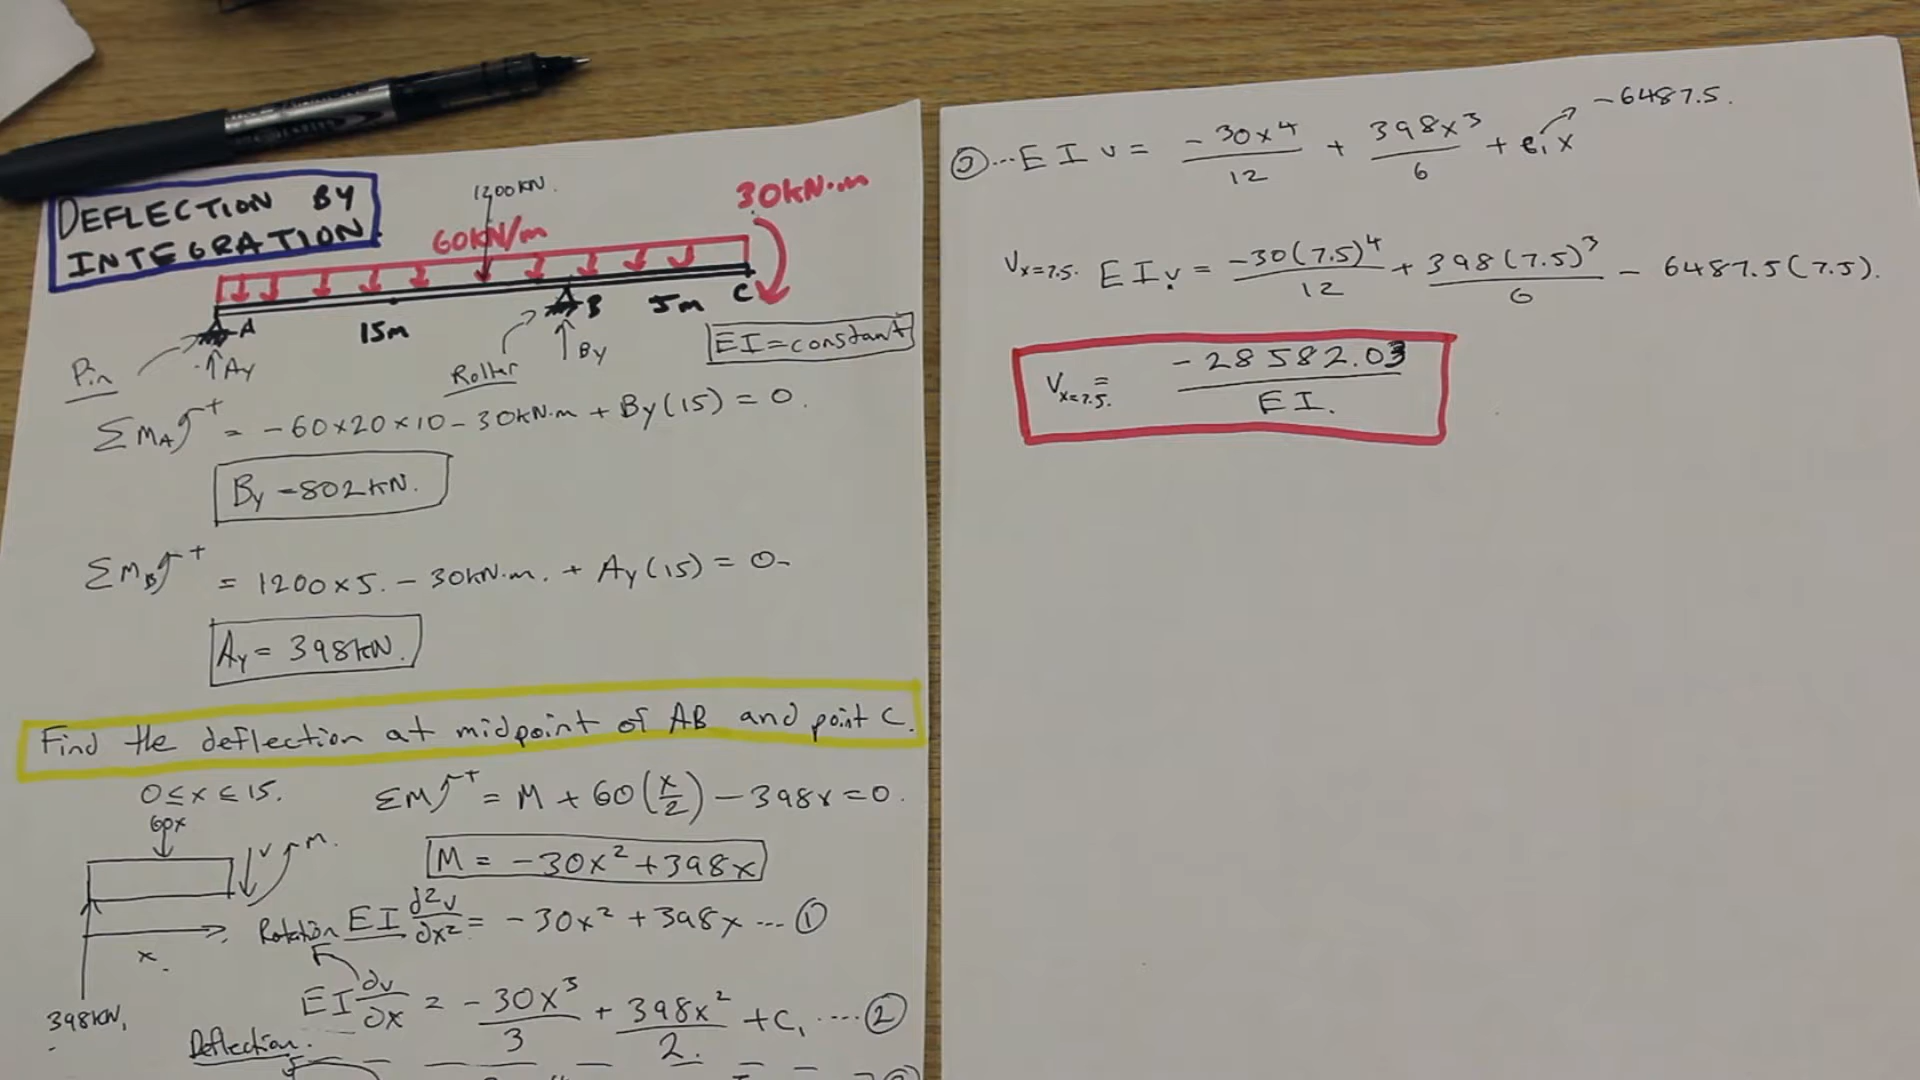 DEFLECTION BY
INTEGRATION.
1200KN.
60KN/m
30KN·m
A
15m
B
5m
C
Pin
Ay
Roller
By
EI=constant
ΣMA + = -60×20×10-30KN·m + By(15) = 0.
By =802KN.
ΣMB + = 1200×5. - 30KN·m. + Ay(15) = 0-
Ay = 398KN.
Find the deflection at midpoint of AB and point C.
0≤x≤15.
60x
V
M.
x.
398KN.
ΣM + = M + 60(x/2) - 398x=0.
M = -30x² +398x
Rotation EI d²v/dx² = -30x² +398x ... ①
EI dv/dx = -30x³/3 + 398x²/2. + C₁ .... ②
Deflection.
③...EIv = -30x⁴/12 + 398x³/6 + c₁x
-6487.5.
Vx=7.5. EIv = -30(7.5)⁴/12 + 398(7.5)³/6 - 6487.5(7.5).
Vx=7.5. = -28582.03/EI.